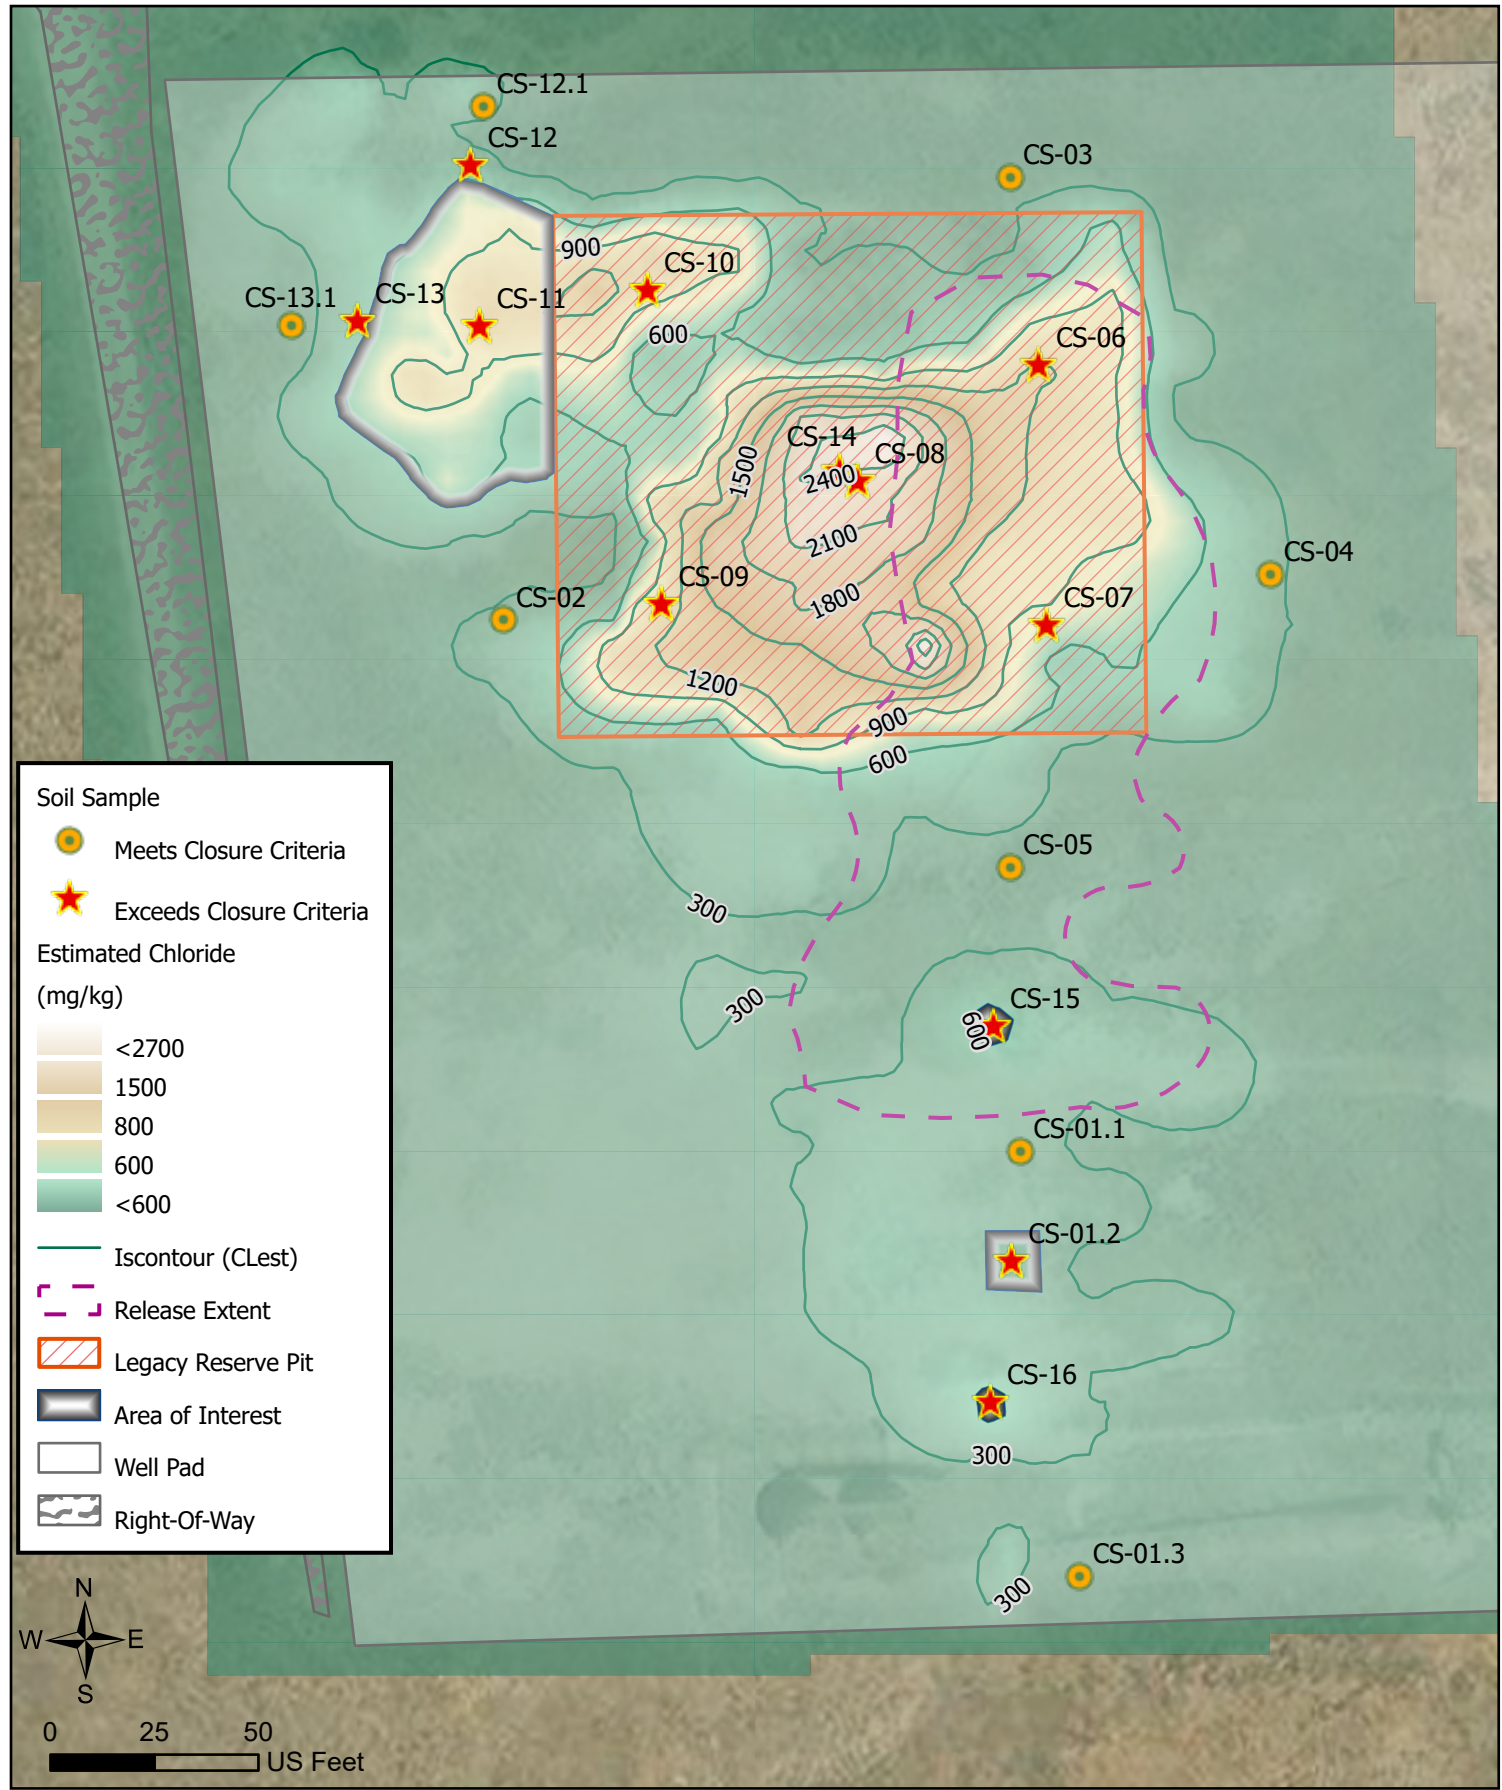 CS-12.1
CS-12
CS-03
900
CS-10
CS-13.1
CS-13
CS-11
600
CS-06
CS-14
CS-08
1500
2400
2100
CS-04
CS-09
CS-02
1800
CS-07
1200
900
600
CS-05
300
300
CS-15
600
CS-01.1
CS-01.2
CS-16
300
CS-01.3
300
Soil Sample
Meets Closure Criteria
Exceeds Closure Criteria
Estimated Chloride
(mg/kg)
<2700
1500
800
600
<600
Iscontour (CLest)
Release Extent
Legacy Reserve Pit
Area of Interest
Well Pad
Right-Of-Way
N
W E
S
0 25 50
US Feet